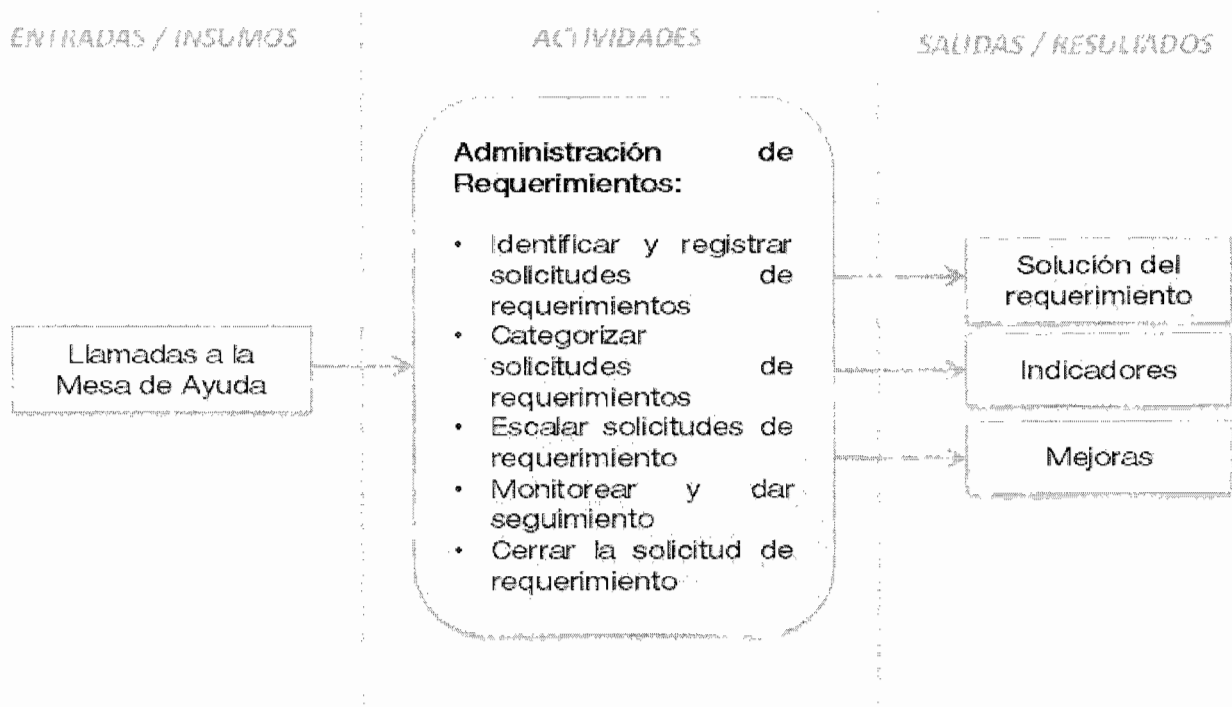 ENTRADAS / INSUMOS
ACTIVIDADES
SALIDAS / RESULTADOS
Llamadas a la
Mesa de Ayuda
Administración de
Requerimientos:
• Identificar y registrar
solicitudes de
requerimientos
• Categorizar
solicitudes de
requerimientos
• Escalar solicitudes de
requerimiento
• Monitorear y dar
seguimiento
• Cerrar la solicitud de
requerimiento
Solución del
requerimiento
Indicadores
Mejoras